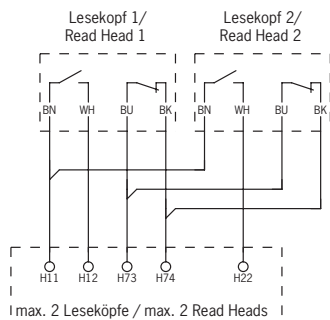 Lesekopf 1/
Read Head 1
Lesekopf 2/
Read Head 2
BN WH BU BK BN WH BU BK
H11 H12 H73 H74 H22
max. 2 Leseköpfe / max. 2 Read Heads